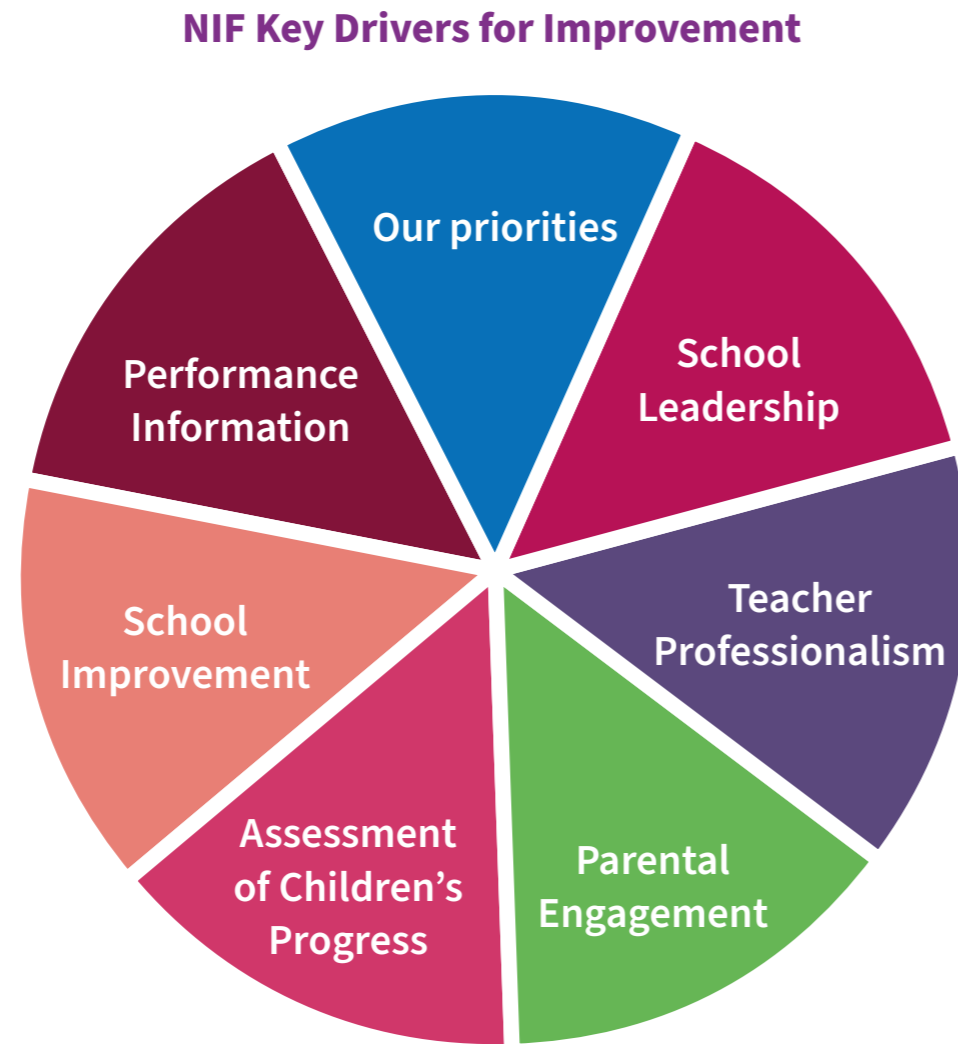 NIF Key Drivers for Improvement
Our priorities
School
Leadership
Teacher
Professionalism
Parental
Engagement
Assessment
of Children’s
Progress
School
Improvement
Performance
Information